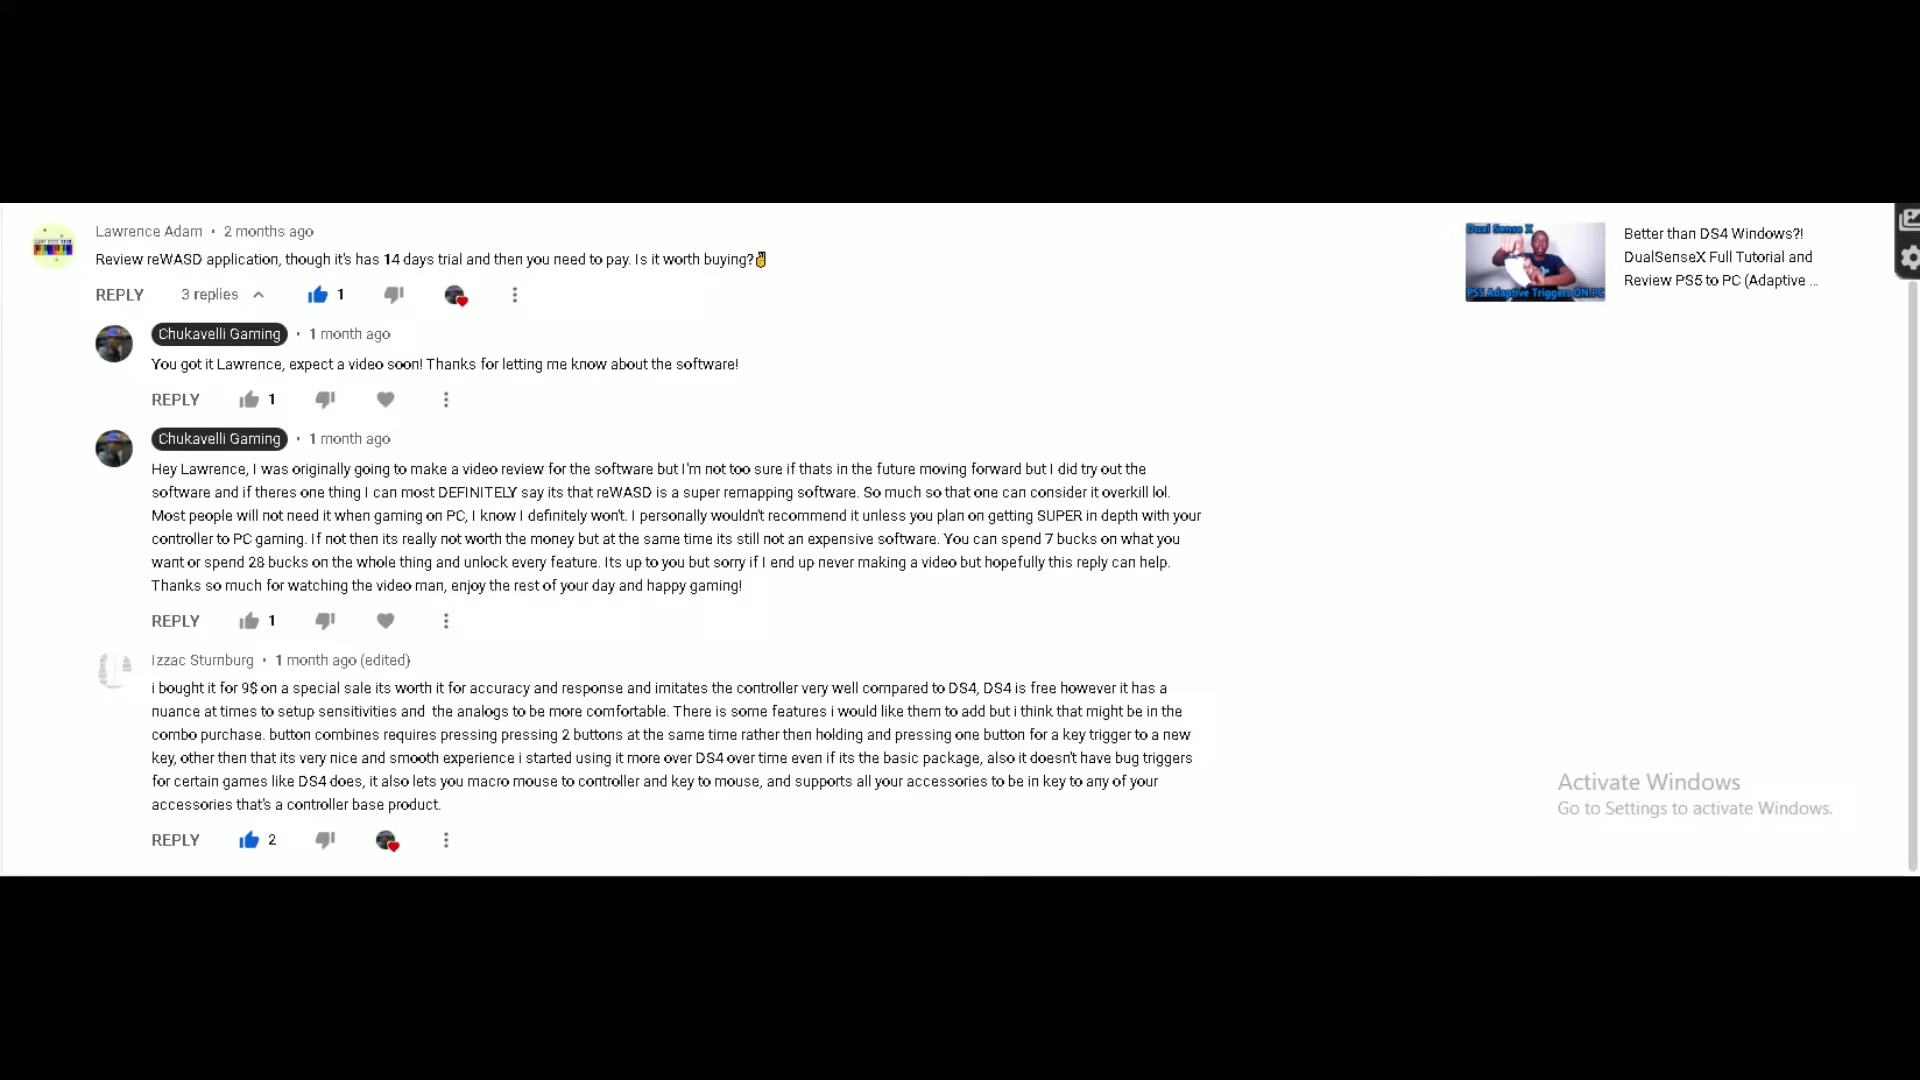 Lawrence Adam • 2 months ago
Review reWASD application, though it's has 14 days trial and then you need to pay. Is it worth buying?✌
REPLY 3 replies 1
Chukavelli Gaming • 1 month ago
You got it Lawrence, expect a video soon! Thanks for letting me know about the software!
REPLY 1
Chukavelli Gaming • 1 month ago
Hey Lawrence, I was originally going to make a video review for the software but I'm not too sure if thats in the future moving forward but I did try out the
software and if theres one thing I can most DEFINITELY say its that reWASD is a super remapping software. So much so that one can consider it overkill lol.
Most people will not need it when gaming on PC, I know I definitely won't. I personally wouldn't recommend it unless you plan on getting SUPER in depth with your
controller to PC gaming. If not then its really not worth the money but at the same time its still not an expensive software. You can spend 7 bucks on what you
want or spend 28 bucks on the whole thing and unlock every feature. Its up to you but sorry if I end up never making a video but hopefully this reply can help.
Thanks so much for watching the video man, enjoy the rest of your day and happy gaming!
REPLY 1
Izzac Sturnburg • 1 month ago (edited)
i bought it for 9$ on a special sale its worth it for accuracy and response and imitates the controller very well compared to DS4, DS4 is free however it has a
nuance at times to setup sensitivities and the analogs to be more comfortable. There is some features i would like them to add but i think that might be in the
combo purchase. button combines requires pressing pressing 2 buttons at the same time rather then holding and pressing one button for a key trigger to a new
key, other then that its very nice and smooth experience i started using it more over DS4 over time even if its the basic package, also it doesn't have bug triggers
for certain games like DS4 does, it also lets you macro mouse to controller and key to mouse, and supports all your accessories to be in key to any of your
accessories that's a controller base product.
REPLY 2
Dual Sense X
PS5 Adaptive Triggers ON PC
Better than DS4 Windows?!
DualSenseX Full Tutorial and
Review PS5 to PC (Adaptive ...
Activate Windows
Go to Settings to activate Windows.